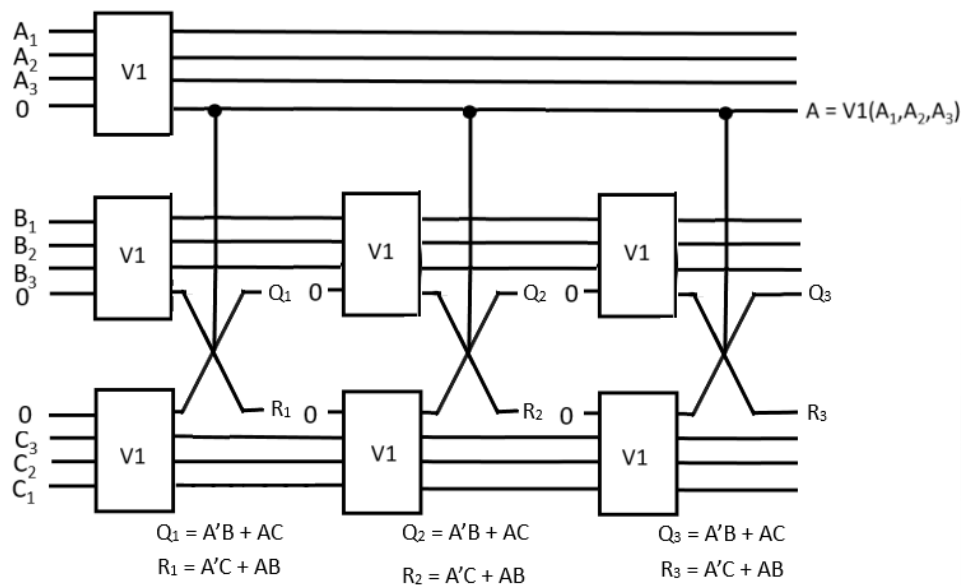 A₁
A₂
A₃
0
V1
A = V1(A₁,A₂,A₃)
B₁
B₂
B₃
0
V1
Q₁
0
V1
Q₂
0
V1
Q₃
0
C₃
C₂
C₁
V1
R₁
0
V1
R₂
0
V1
R₃
Q₁ = A'B + AC
Q₂ = A'B + AC
Q₃ = A'B + AC
R₁ = A'C + AB
R₂ = A'C + AB
R₃ = A'C + AB